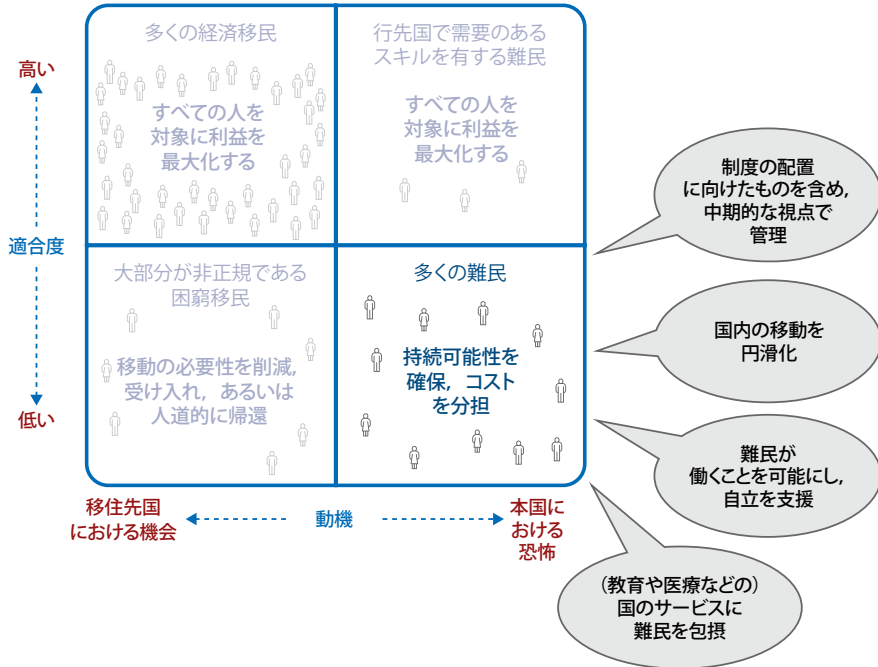 多くの経済移民
すべての人を
対象に利益を
最大化する
行先国で需要のある
スキルを有する難民
すべての人を
対象に利益を
最大化する
高い
適合度
低い
大部分が非正規である
困窮移民
移動の必要性を削減,
受け入れ，あるいは
人道的に帰還
多くの難民
持続可能性を
確保，コスト
を分担
移住先国
における機会
動機
本国に
おける
恐怖
制度の配置
に向けたものを含め,
中期的な視点で
管理
国内の移動を
円滑化
難民が
働くことを可能にし,
自立を支援
(教育や医療などの)
国のサービスに
難民を包摂